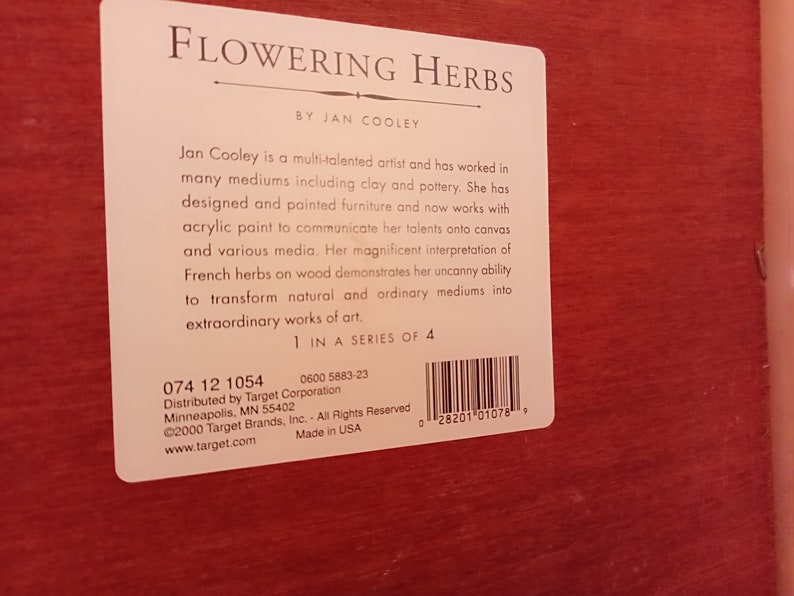 FLOWERING HERBS
BY JAN COOLEY
Jan Cooley is a multi-talented artist and has worked in
many mediums including clay and pottery. She has
designed and painted furniture and now works with
acrylic paint to communicate her talents onto canvas
and various media. Her magnificent interpretation of
French herbs on wood demonstrates her uncanny ability
to transform natural and ordinary mediums into
extraordinary works of art.
1 IN A SERIES OF 4
074 12 1054 0600 5883-23
Distributed by Target Corporation
Minneapolis, MN 55402
©2000 Target Brands, Inc. - All Rights Reserved
www.target.com Made in USA
0 28201 01078 9